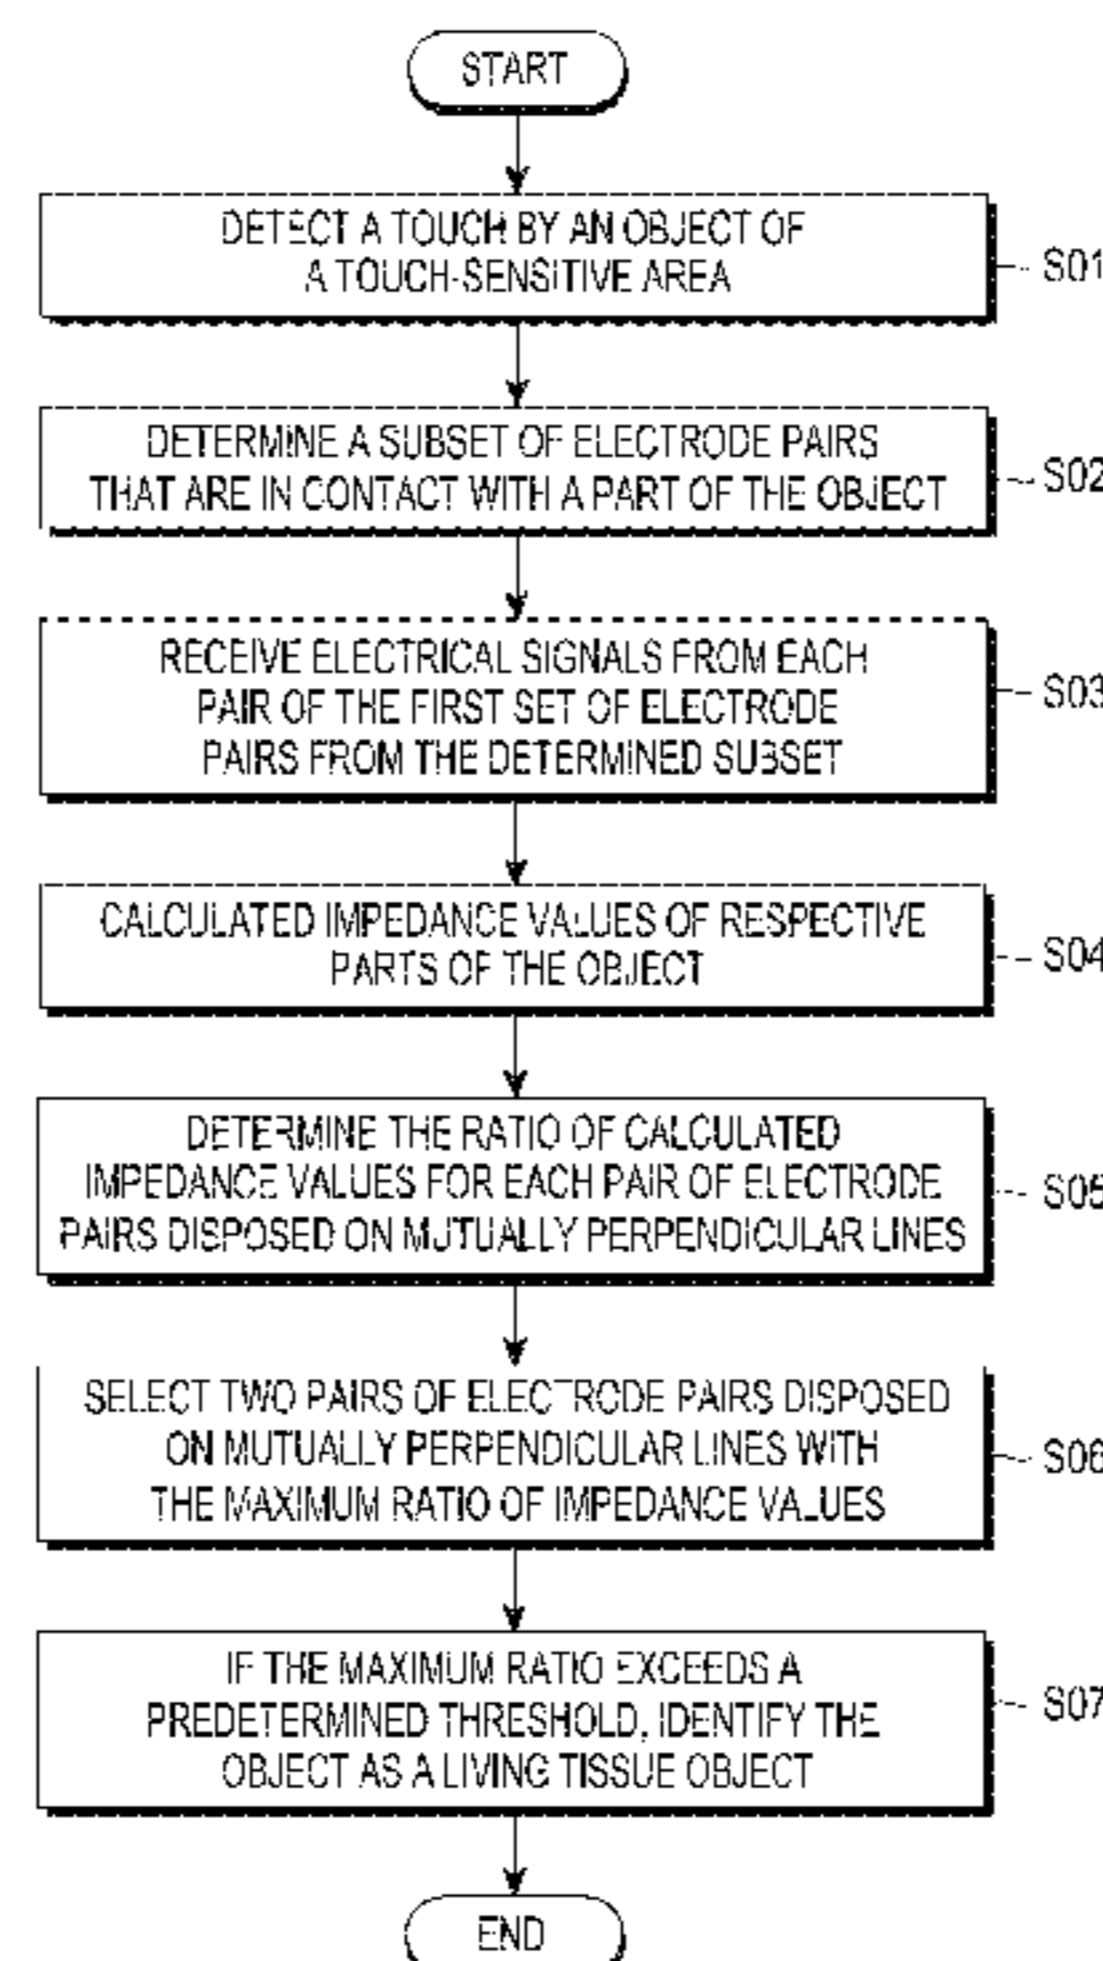 START
DETECT A TOUCH BY AN OBJECT OF
A TOUCH-SENSITIVE AREA
S01
DETERMINE A SUBSET OF ELECTRODE PAIRS
THAT ARE IN CONTACT WITH A PART OF THE OBJECT
S02
RECEIVE ELECTRICAL SIGNALS FROM EACH
PAIR OF THE FIRST SET OF ELECTRODE
PAIRS FROM THE DETERMINED SUBSET
S03
CALCULATED IMPEDANCE VALUES OF RESPECTIVE
PARTS OF THE OBJECT
S04
DETERMINE THE RATIO OF CALCULATED
IMPEDANCE VALUES FOR EACH PAIR OF ELECTRODE
PAIRS DISPOSED ON MUTUALLY PERPENDICULAR LINES
S05
SELECT TWO PAIRS OF ELECTRODE PAIRS DISPOSED
ON MUTUALLY PERPENDICULAR LINES WITH
THE MAXIMUM RATIO OF IMPEDANCE VALUES
S06
IF THE MAXIMUM RATIO EXCEEDS A
PREDETERMINED THRESHOLD, IDENTIFY THE
OBJECT AS A LIVING TISSUE OBJECT
S07
END